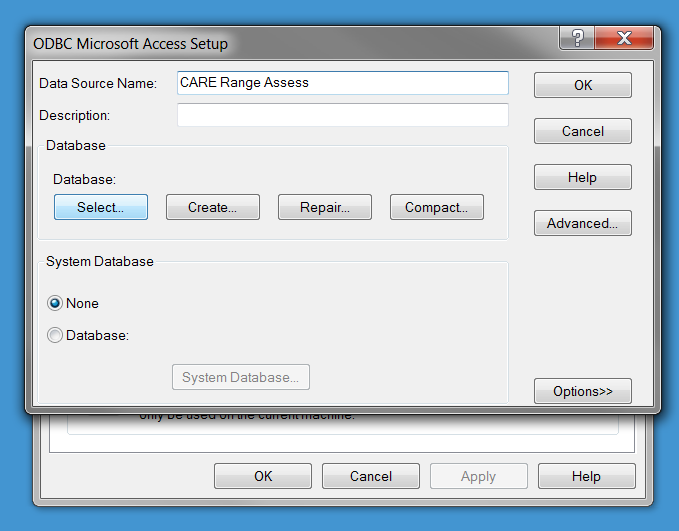 ODBC Microsoft Access Setup
?
Data Source Name: CARE Range Assess
OK
Description:
Cancel
Database
Database:
Help
Select... Create... Repair... Compact...
Advanced...
System Database
None
Database:
System Database...
Options>>
only be used on the current machine.
OK Cancel Apply Help